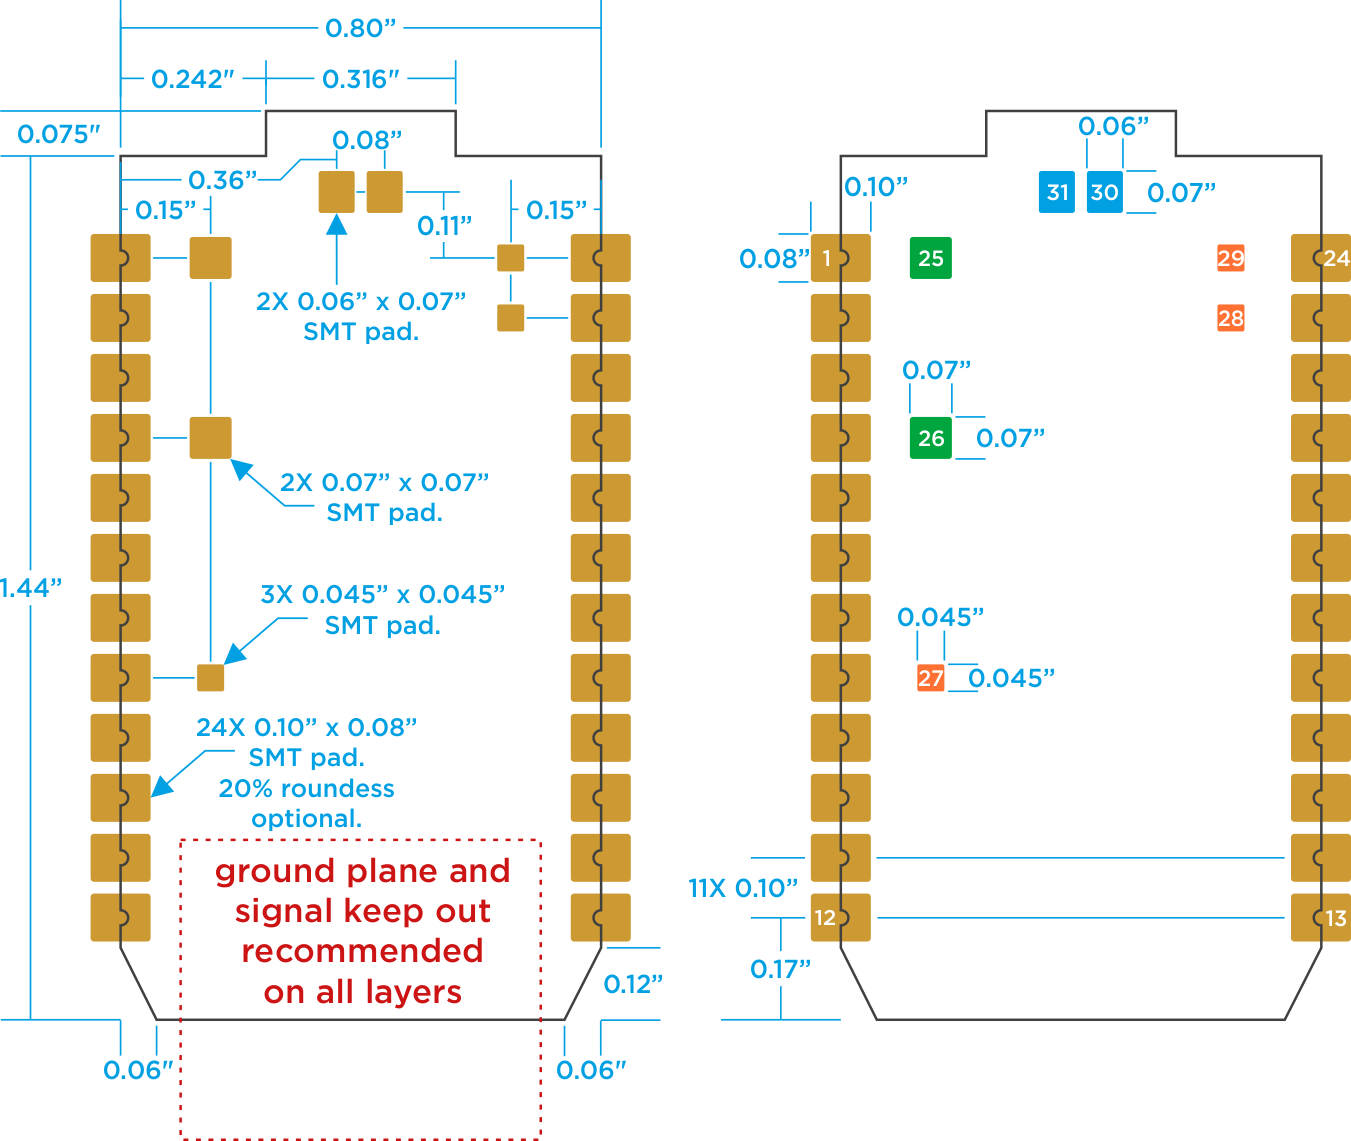 0.80”
0.242"
0.316"
0.075"
0.08”
0.36”
0.15”
0.11”
0.15”
2X 0.06” x 0.07”
SMT pad.
2X 0.07” x 0.07”
SMT pad.
1.44”
3X 0.045” x 0.045”
SMT pad.
24X 0.10” x 0.08”
SMT pad.
20% roundess
optional.
ground plane and
signal keep out
recommended
on all layers
0.12”
0.06"
0.06"
0.06”
0.10”
31
30
0.07”
0.08”
1
25
29
24
28
0.07”
26
0.07”
0.045”
27
0.045”
11X 0.10”
12
13
0.17”